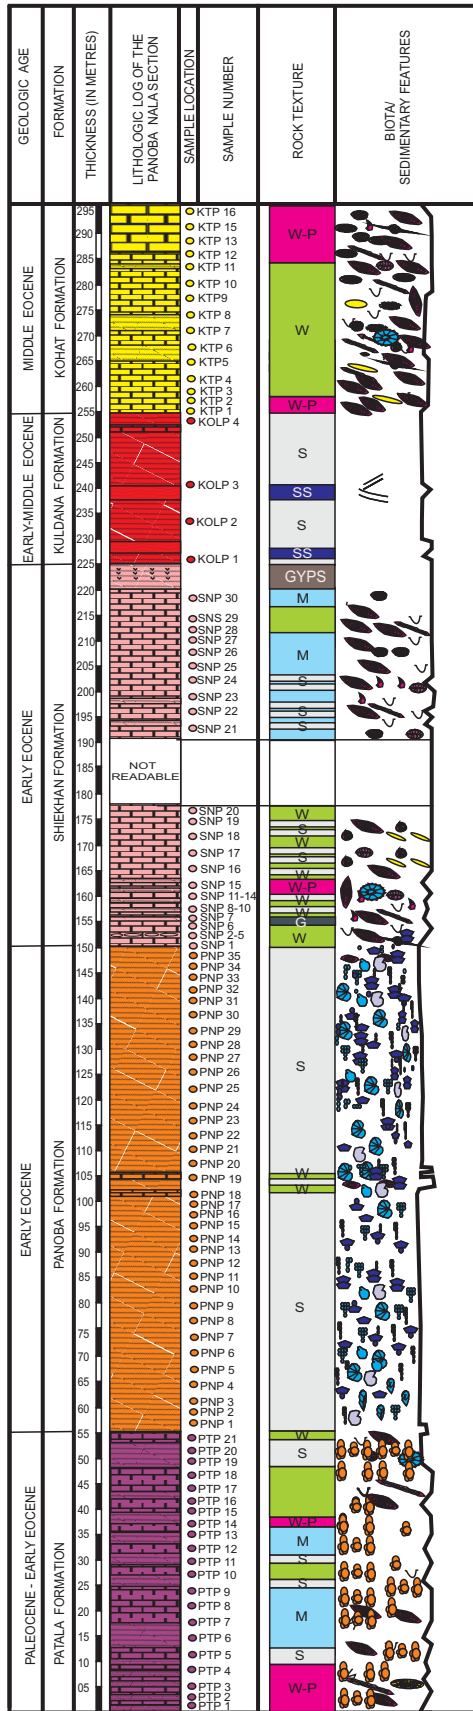 GEOLOGIC AGE
FORMATION
THICKNESS (IN METRES)
LITHOLOGIC LOG OF THE
PANOBA NALA SECTION
SAMPLE LOCATION
SAMPLE NUMBER
ROCK TEXTURE
BIOTA/
SEDIMENTARY FEATURES
MIDDLE EOCENE
KOHAT FORMATION
295
290
285
280
275
270
265
260
255
KTP 16
KTP 15
KTP 13
KTP 12
KTP 11
KTP 10
KTP9
KTP 8
KTP 7
KTP 6
KTP5
KTP 4
KTP 3
KTP 2
KTP 1
W-P
W
W-P
EARLY-MIDDLE EOCENE
KULDANA FORMATION
250
240
230
225
KOLP 4
KOLP 3
KOLP 2
KOLP 1
S
SS
S
SS
EARLY EOCENE
SHIEKHAN FORMATION
220
215
210
205
200
195
190
185
180
175
170
165
160
155
150
NOT
READABLE
SNP 30
SNS 29
SNP 28
SNP 27
SNP 26
SNP 25
SNP 24
SNP 23
SNP 22
SNP 21
SNP 20
SNP 19
SNP 18
SNP 17
SNP 16
SNP 15
SNP 11-14
SNP 8-10
SNP 7
SNP 6
SNP 2-5
SNP 1
GYPS
M
M
S
S
W
S
W
S
W
W-P
W
W
G
W
EARLY EOCENE
PANOBA FORMATION
145
140
135
130
125
120
115
110
105
100
95
90
85
80
75
70
65
60
55
PNP 35
PNP 34
PNP 33
PNP 32
PNP 31
PNP 30
PNP 29
PNP 28
PNP 27
PNP 26
PNP 25
PNP 24
PNP 23
PNP 22
PNP 21
PNP 20
PNP 19
PNP 18
PNP 17
PNP 16
PNP 15
PNP 14
PNP 13
PNP 12
PNP 11
PNP 10
PNP 9
PNP 8
PNP 7
PNP 6
PNP 5
PNP 4
PNP 3
PNP 2
PNP 1
S
W
W
S
PALEOCENE - EARLY EOCENE
PATALA FORMATION
50
45
40
35
30
25
20
15
10
05
PTP 21
PTP 20
PTP 19
PTP 18
PTP 17
PTP 16
PTP 15
PTP 14
PTP 13
PTP 12
PTP 11
PTP 10
PTP 9
PTP 8
PTP 7
PTP 6
PTP 5
PTP 4
PTP 3
PTP 2
PTP 1
W
S
W-P
M
S
S
M
S
W-P